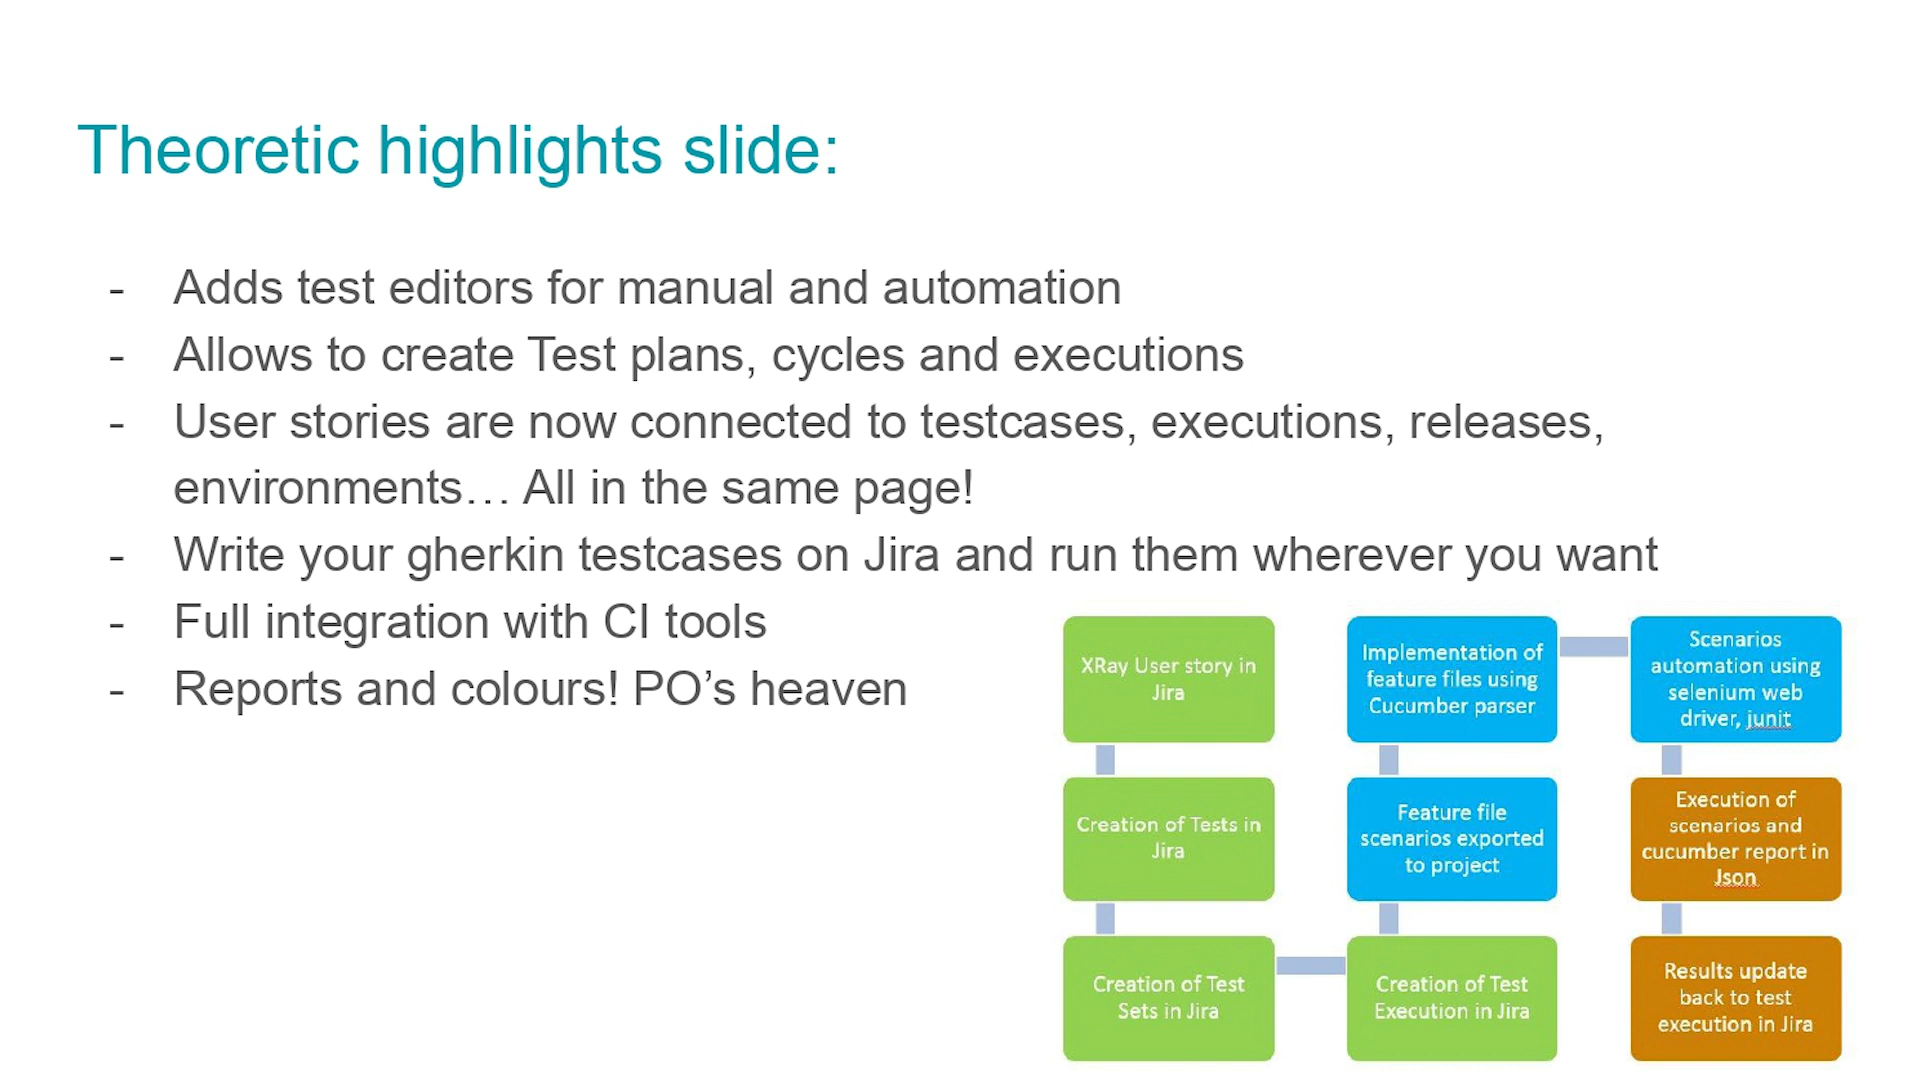 Theoretic highlights slide:
- Adds test editors for manual and automation
- Allows to create Test plans, cycles and executions
- User stories are now connected to testcases, executions, releases,
environments… All in the same page!
- Write your gherkin testcases on Jira and run them wherever you want
- Full integration with CI tools
- Reports and colours! PO’s heaven
XRay User story in
Jira
Creation of Tests in
Jira
Creation of Test
Sets in Jira
Creation of Test
Execution in Jira
Feature file
scenarios exported
to project
Implementation of
feature files using
Cucumber parser
Scenarios
automation using
selenium web
driver, junit
Execution of
scenarios and
cucumber report in
Json
Results update
back to test
execution in Jira